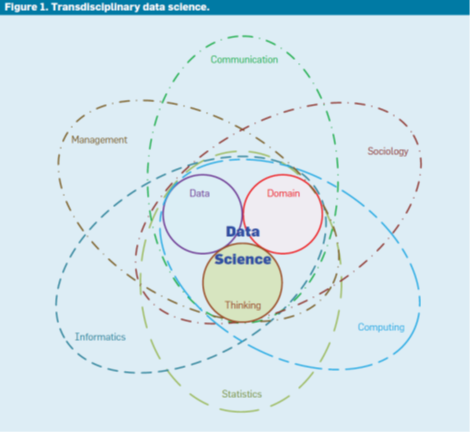 Figure 1. Transdisciplinary data science.
Communication
Management
Sociology
Data
Domain
Data
Science
Thinking
Informatics
Computing
Statistics